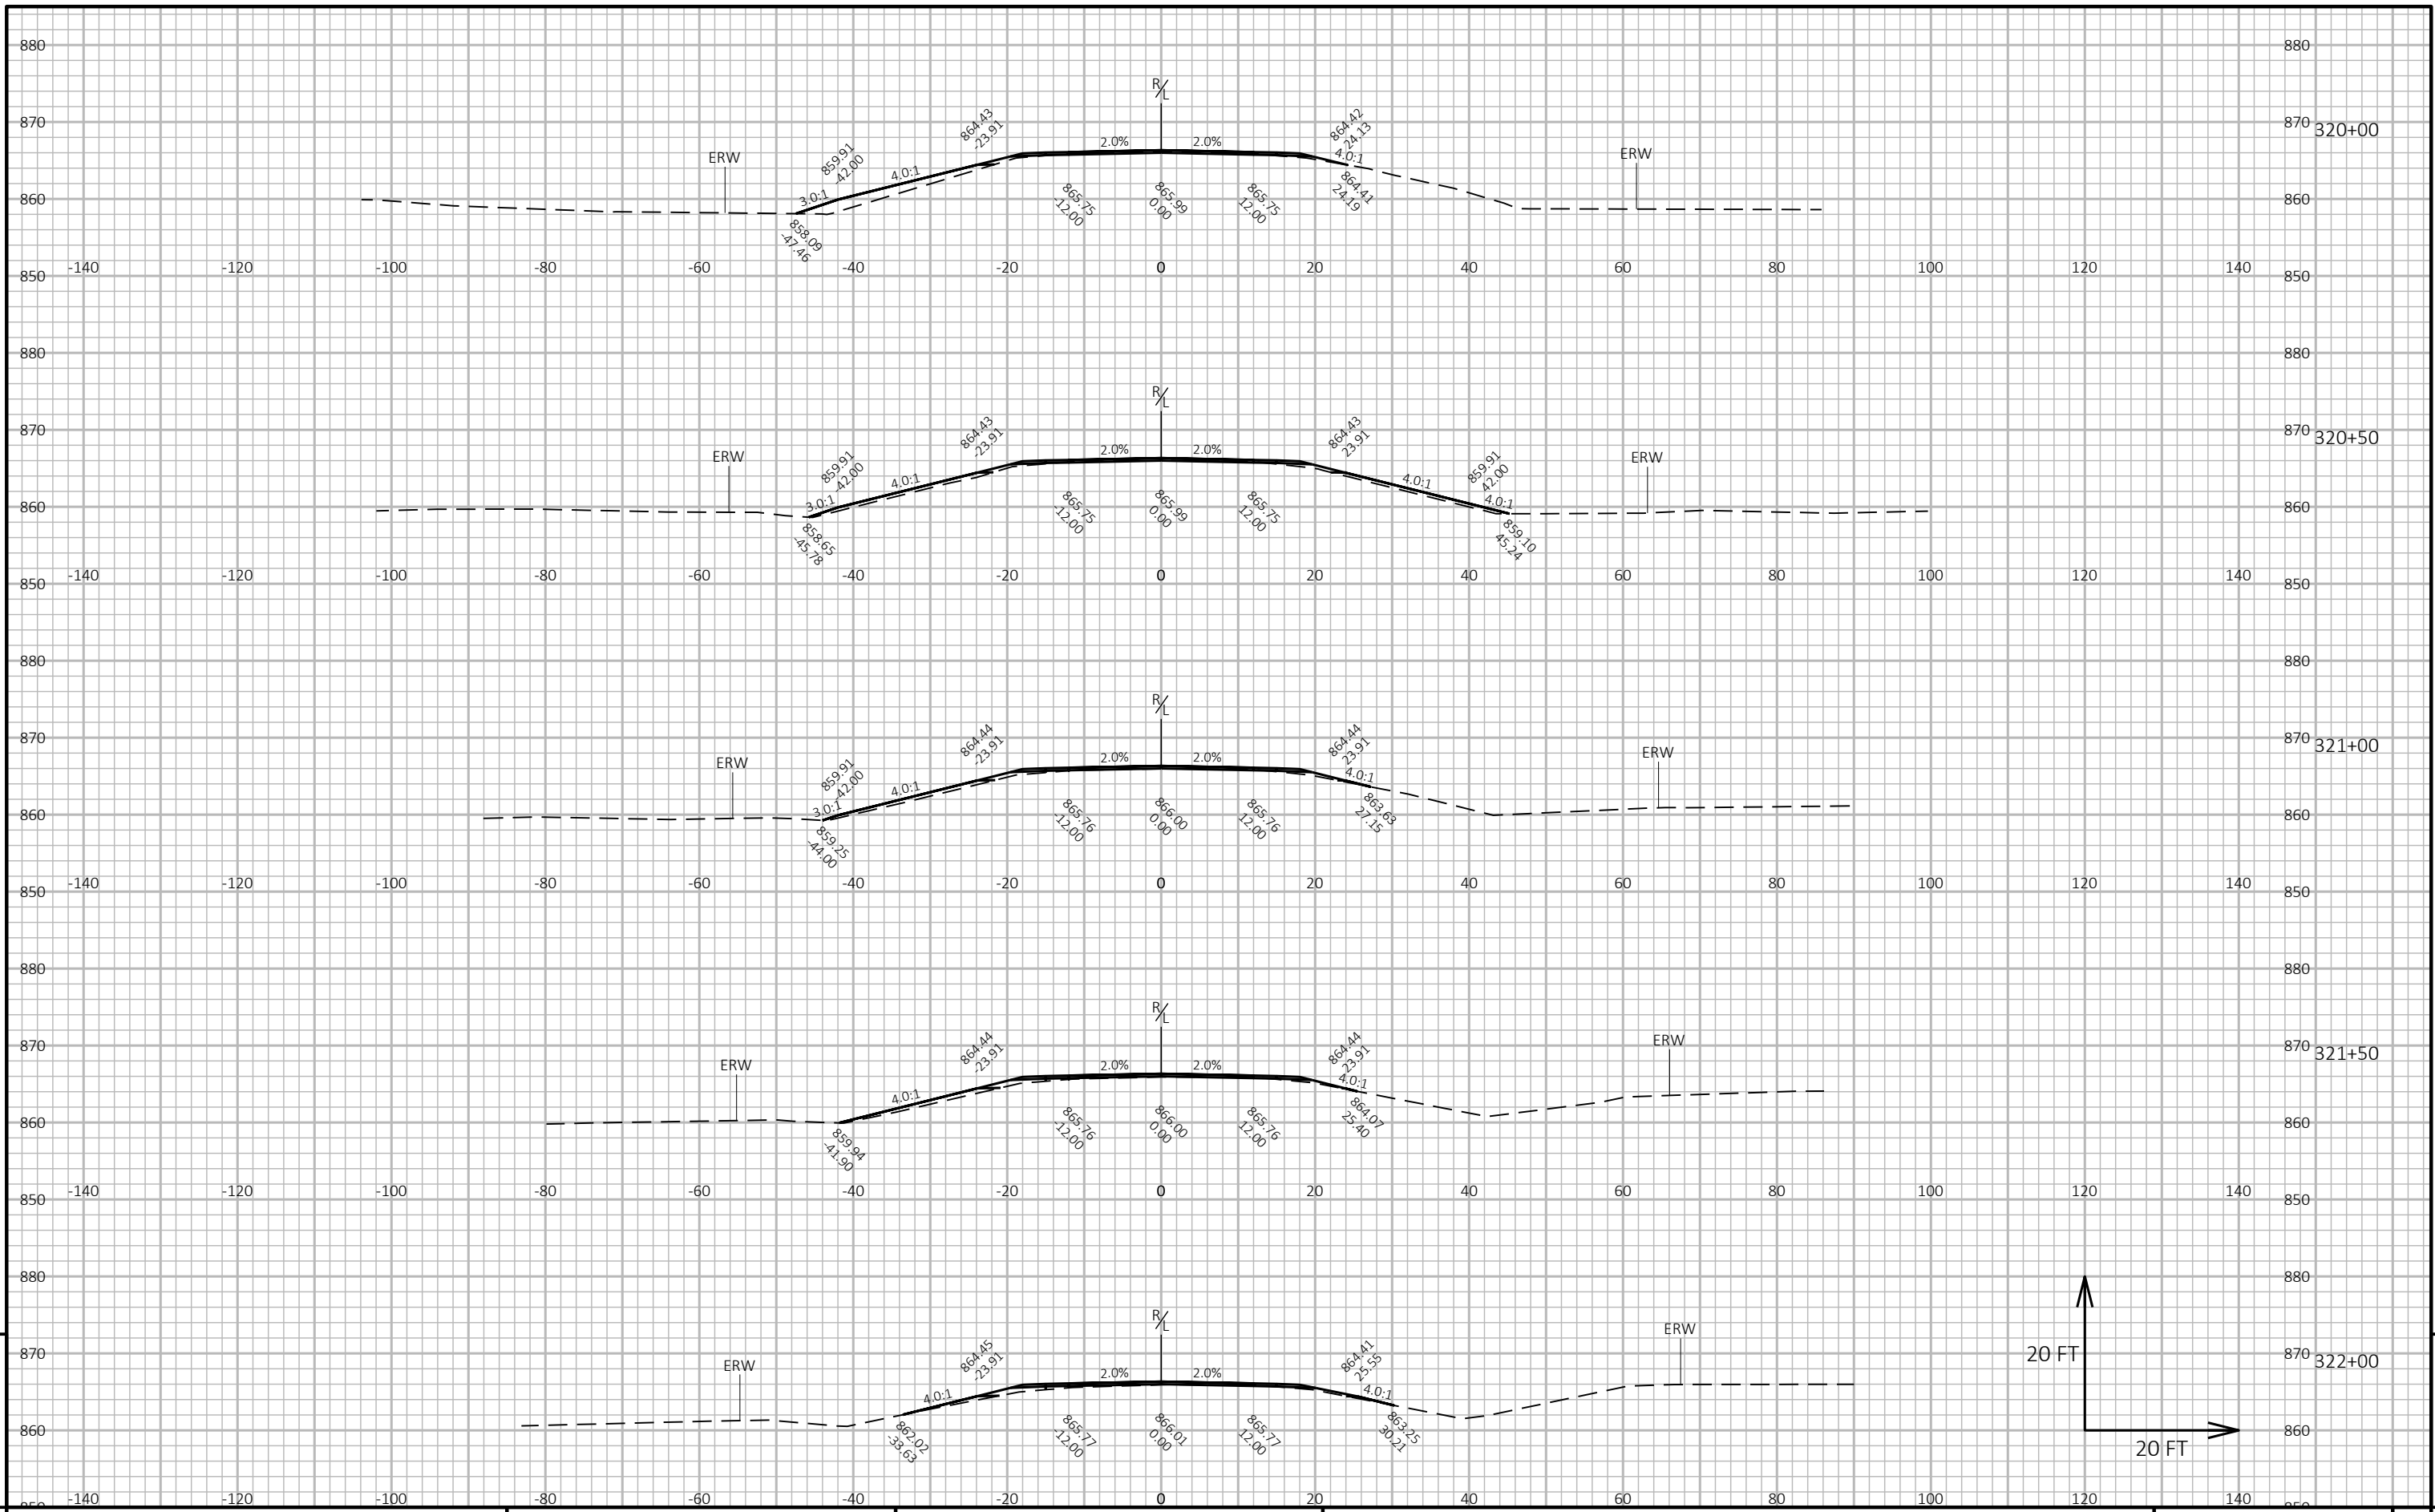 880 880
R/L
870 864.43 -23.91 2.0% 2.0% 864.42 24.13 870 320+00
ERW 859.91 -42.00 4.0:1 4.0:1 ERW
860 3.0:1 865.75 -12.00 865.99 0.00 865.75 12.00 864.41 24.19 860
858.09 -47.46
-140 -120 -100 -80 -60 -40 -20 0 20 40 60 80 100 120 140
850 850
880 880
R/L
870 864.43 -23.91 2.0% 2.0% 864.43 23.91 870 320+50
ERW 859.91 -42.00 4.0:1 4.0:1 859.91 42.00 ERW
860 3.0:1 865.75 -12.00 865.99 0.00 865.75 12.00 4.0:1 860
858.65 -45.78 859.10 45.24
-140 -120 -100 -80 -60 -40 -20 0 20 40 60 80 100 120 140
850 850
880 880
R/L
870 864.44 -23.91 2.0% 2.0% 864.44 23.91 870 321+00
ERW 859.91 -42.00 4.0:1 4.0:1 ERW
860 3.0:1 865.76 -12.00 866.00 0.00 865.76 12.00 863.63 27.15 860
859.25 -44.00
-140 -120 -100 -80 -60 -40 -20 0 20 40 60 80 100 120 140
850 850
880 880
R/L
870 864.44 -23.91 2.0% 2.0% 864.44 23.91 ERW 870 321+50
ERW 4.0:1 4.0:1
860 865.76 -12.00 866.00 0.00 865.76 12.00 864.07 25.40 860
859.94 -41.90
-140 -120 -100 -80 -60 -40 -20 0 20 40 60 80 100 120 140
850 850
880 880
R/L
ERW
870 864.45 -23.91 2.0% 2.0% 864.41 25.55 20 FT 870 322+00
ERW 4.0:1 4.0:1
860 862.02 -33.63 865.77 -12.00 866.01 0.00 865.77 12.00 863.25 30.21 860
20 FT
-140 -120 -100 -80 -60 -40 -20 0 20 40 60 80 100 120 140
850 850